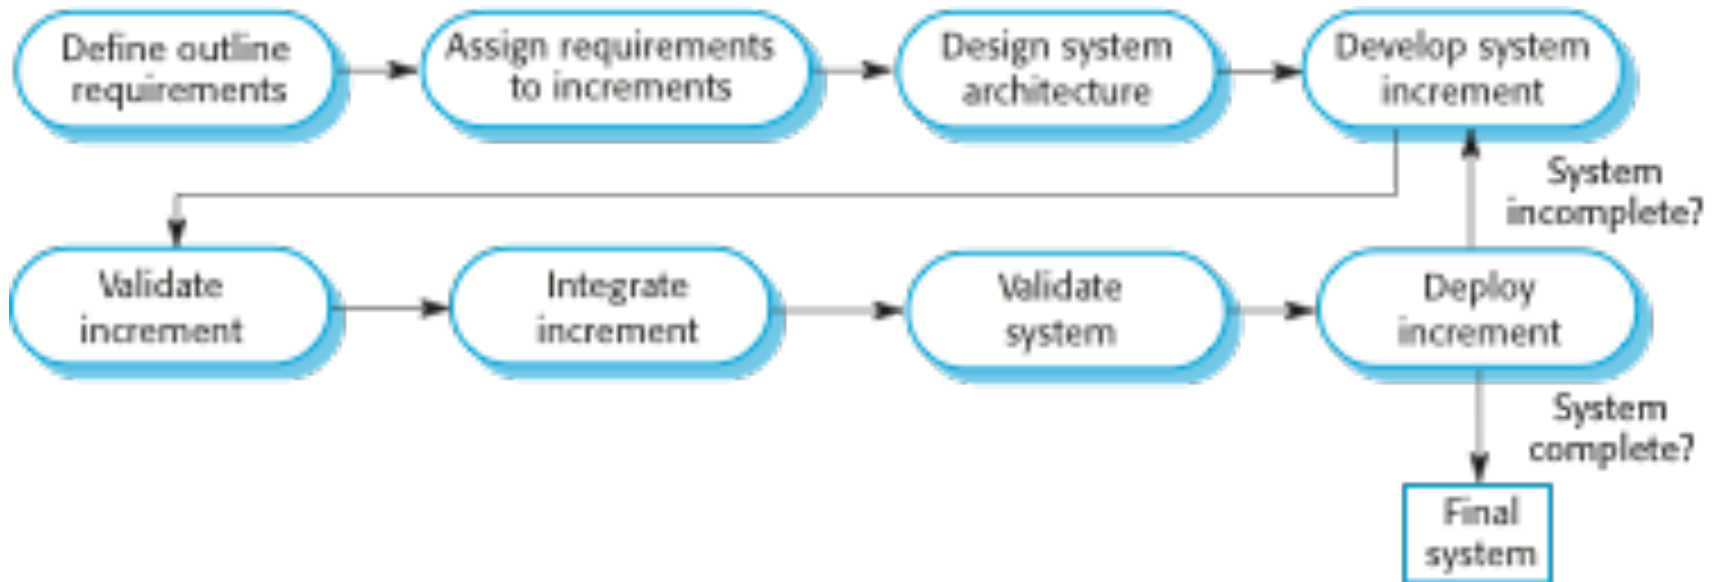 Define outline
requirements
Assign requirements
to increments
Design system
architecture
Develop system
increment
System
incomplete?
Validate
increment
Integrate
increment
Validate
system
Deploy
increment
System
complete?
Final
system